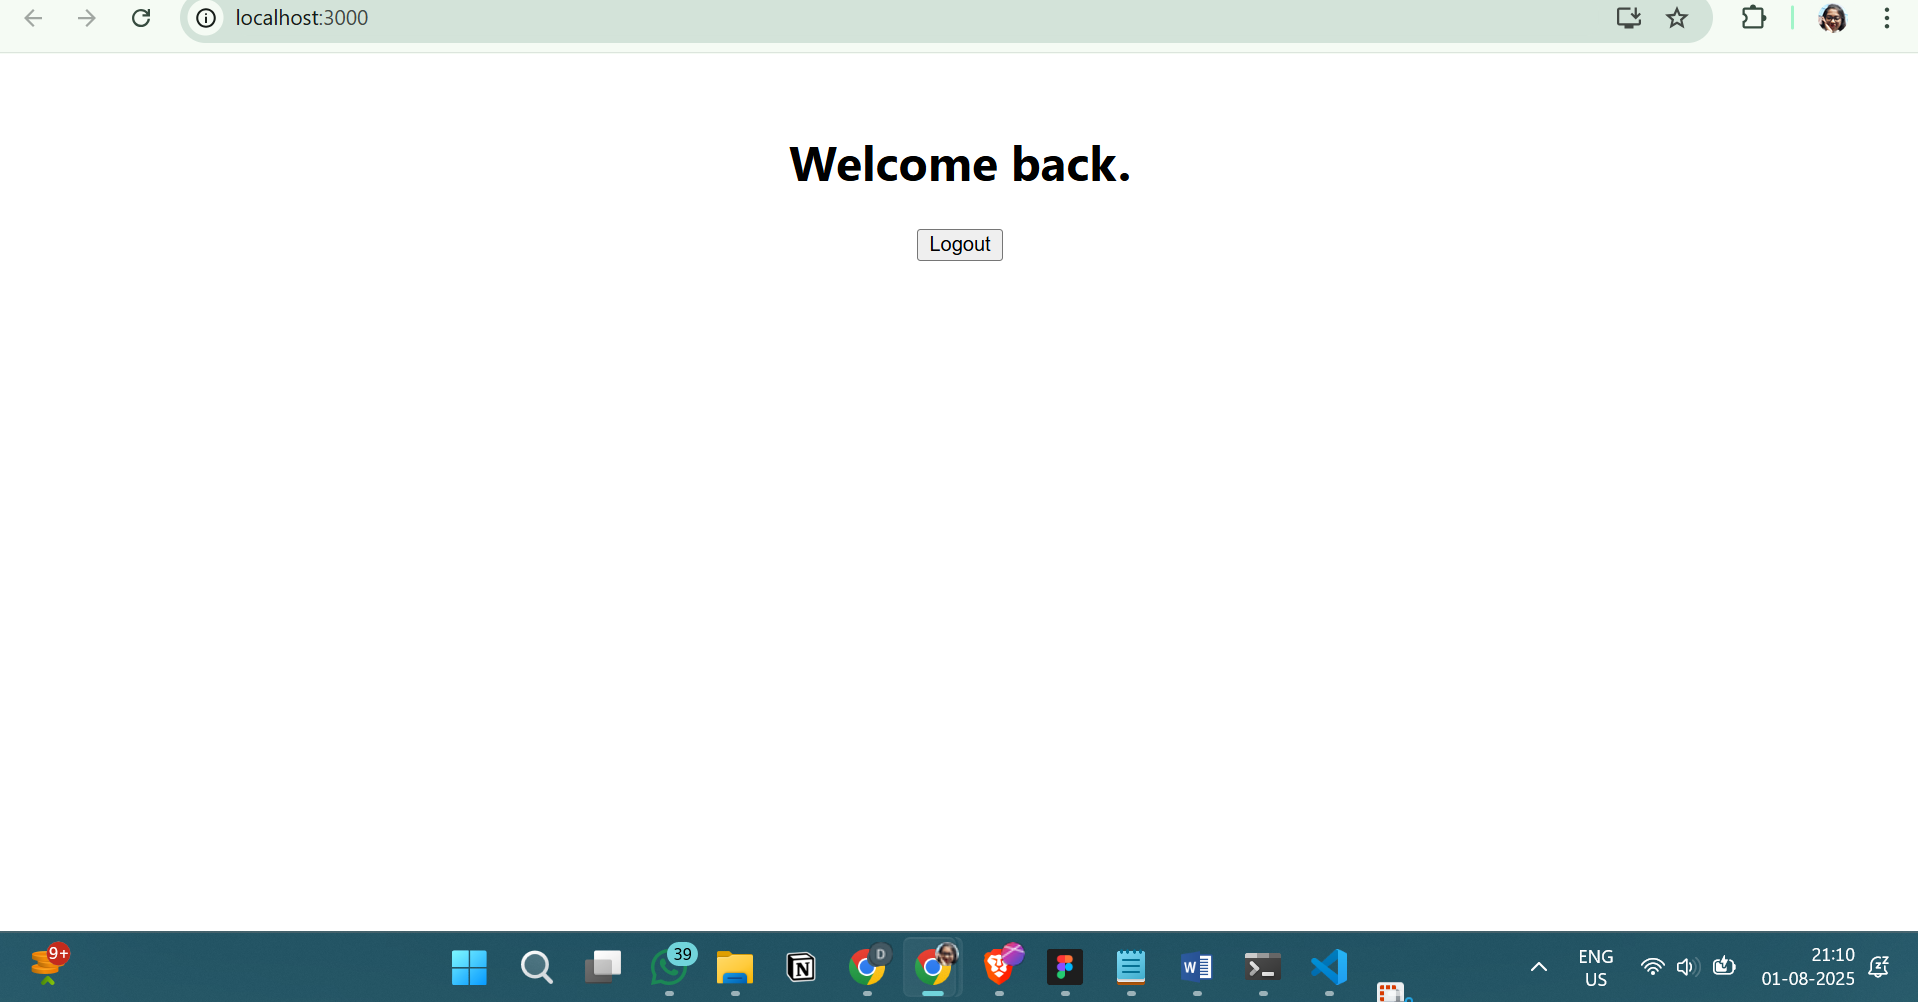 localhost:3000
Welcome back.
Logout
9+
39
D
N
W
ENG
US
21:10
01-08-2025